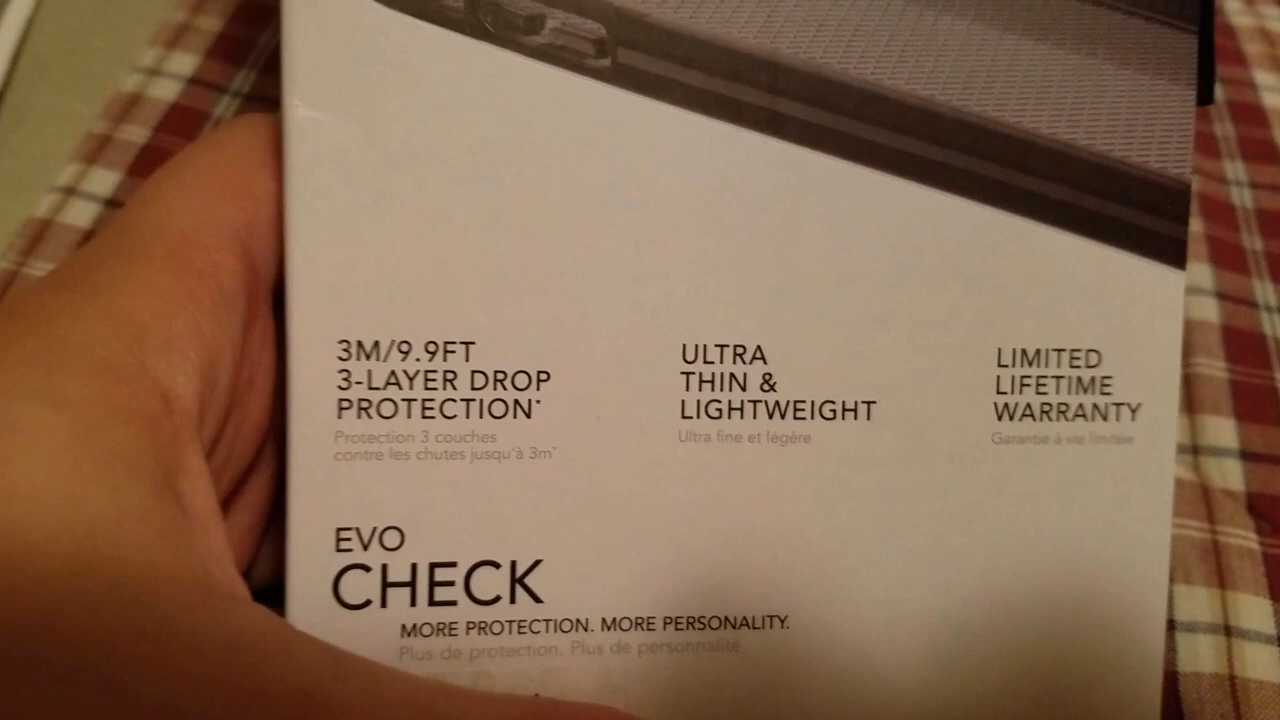 3M/9.9FT
3-LAYER DROP
PROTECTION*
Protection 3 couches
contre les chutes jusqu'à 3m*
ULTRA
THIN &
LIGHTWEIGHT
Ultra fine et légère
LIMITED
LIFETIME
WARRANTY
Garantie à vie limitée
EVO
CHECK
MORE PROTECTION. MORE PERSONALITY.
Plus de protection. Plus de personnalité